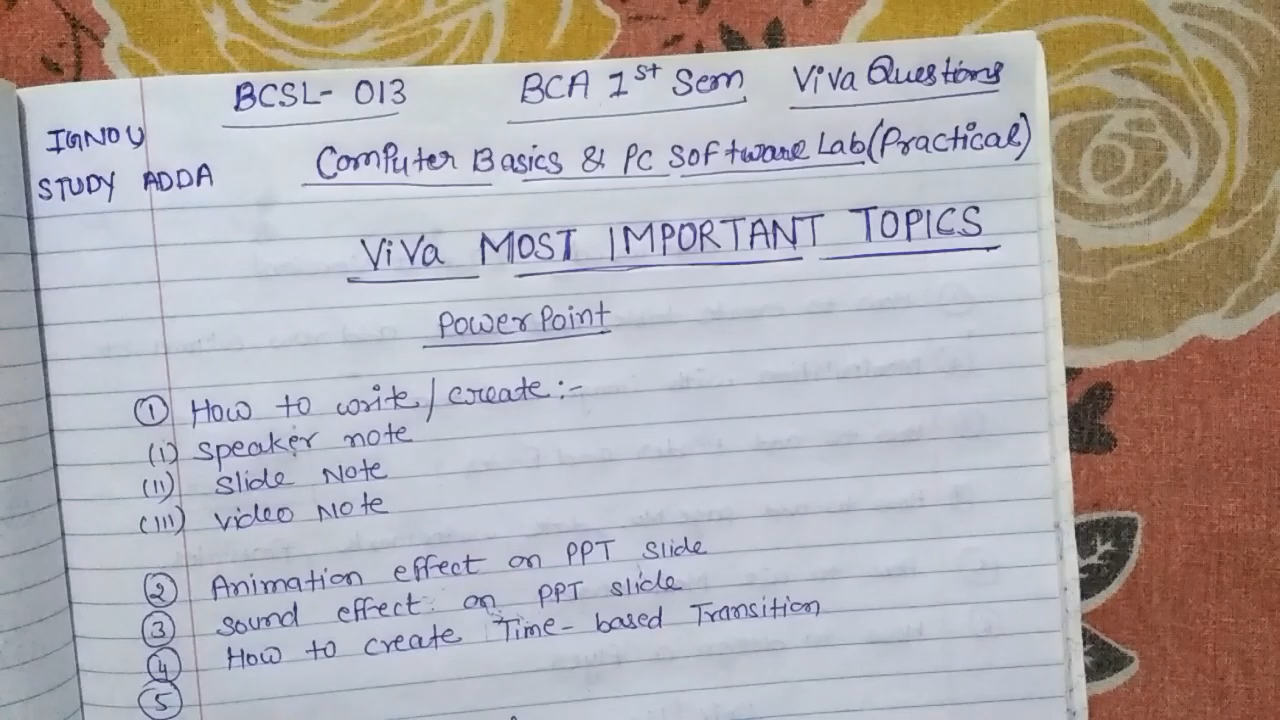 BCSL- 013 BCA 1st Sem Viva Questions
IGNOU
STUDY ADDA
Computer Basics & PC Software Lab (Practical)
ViVa MOST IMPORTANT TOPICS
PowerPoint
① How to write/create:-
(i) speaker note
(ii) Slide Note
(iii) Video Note
② Animation effect on PPT Slide
③ sound effect on PPT slide
④ How to create Time-based Transition
⑤